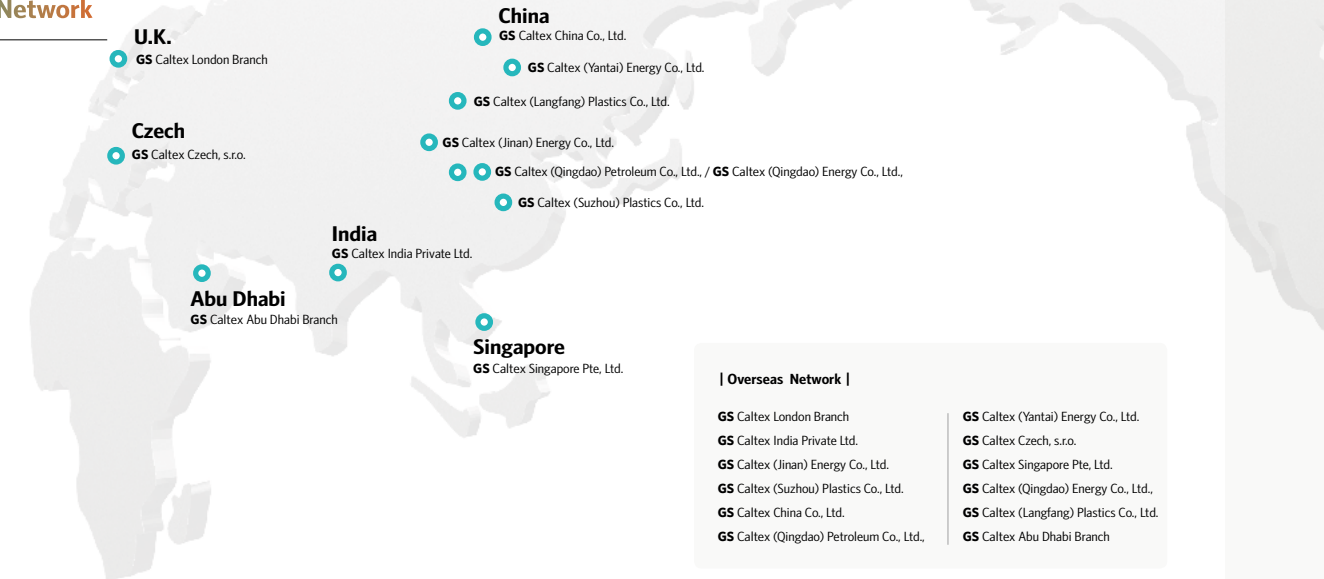 Network
U.K.
GS Caltex London Branch
Czech
GS Caltex Czech, s.r.o.
China
GS Caltex China Co., Ltd.
GS Caltex (Yantai) Energy Co., Ltd.
GS Caltex (Langfang) Plastics Co., Ltd.
GS Caltex (Jinan) Energy Co., Ltd.
GS Caltex (Qingdao) Petroleum Co., Ltd., / GS Caltex (Qingdao) Energy Co., Ltd.,
GS Caltex (Suzhou) Plastics Co., Ltd.
India
GS Caltex India Private Ltd.
Abu Dhabi
GS Caltex Abu Dhabi Branch
Singapore
GS Caltex Singapore Pte, Ltd.
| Overseas Network |
GS Caltex London Branch
GS Caltex India Private Ltd.
GS Caltex (Jinan) Energy Co., Ltd.
GS Caltex (Suzhou) Plastics Co., Ltd.
GS Caltex China Co., Ltd.
GS Caltex (Qingdao) Petroleum Co., Ltd.,
GS Caltex (Yantai) Energy Co., Ltd.
GS Caltex Czech, s.r.o.
GS Caltex Singapore Pte, Ltd.
GS Caltex (Qingdao) Energy Co., Ltd.,
GS Caltex (Langfang) Plastics Co., Ltd.
GS Caltex Abu Dhabi Branch